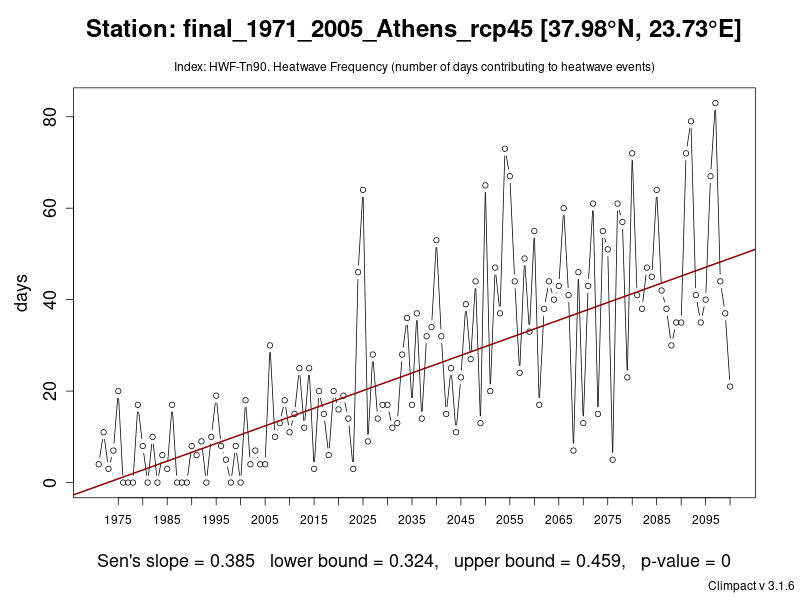 Station: final_1971_2005_Athens_rcp45 [37.98°N, 23.73°E]
Index: HWF-Tn90. Heatwave Frequency (number of days contributing to heatwave events)
days
80
60
40
20
0
1975 1985 1995 2005 2015 2025 2035 2045 2055 2065 2075 2085 2095
Sen's slope = 0.385 lower bound = 0.324, upper bound = 0.459, p-value = 0
Climpact v 3.1.6